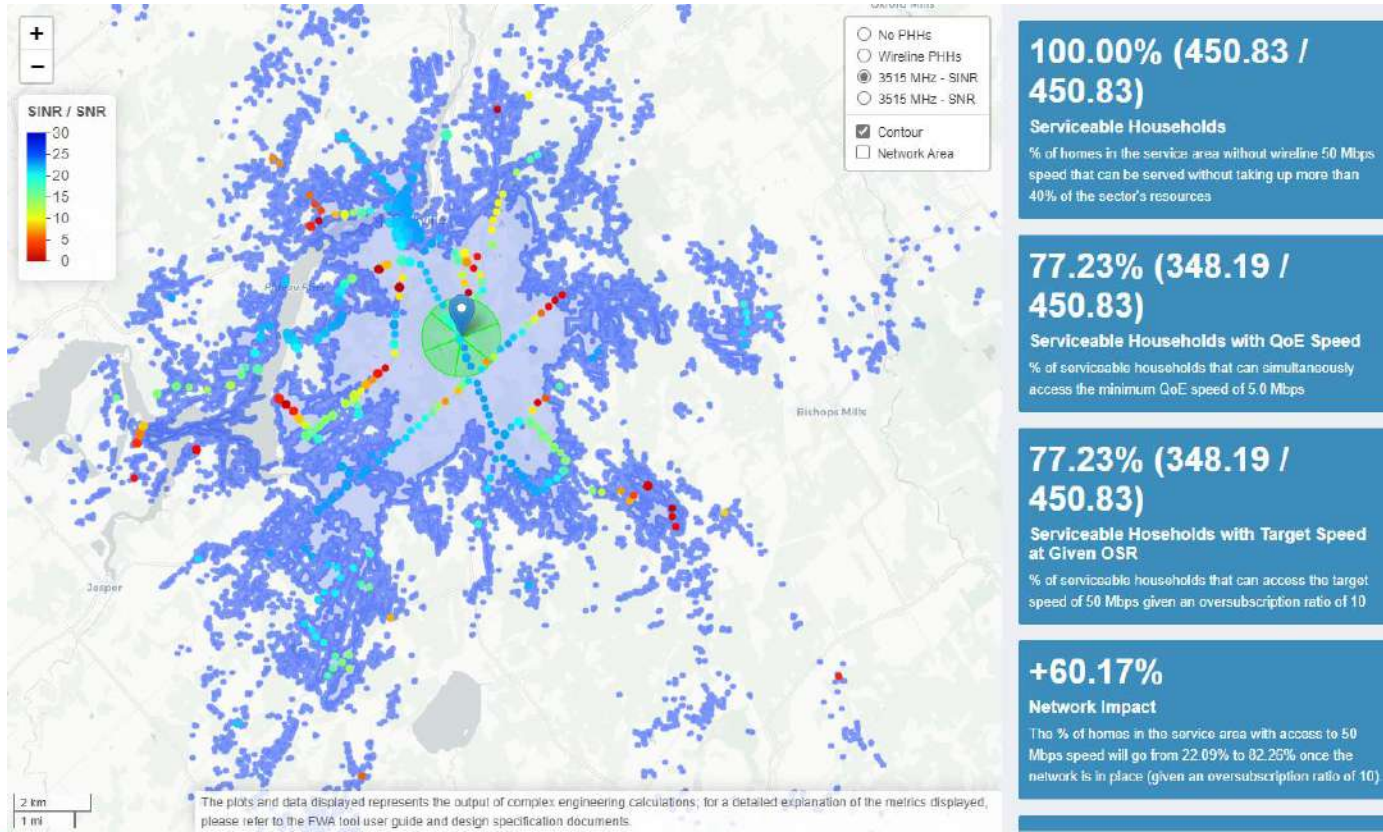 +
−
SINR / SNR
30
25
20
15
10
5
0
No PHHs
Wireline PHHs
3515 MHz - SINR
3515 MHz - SNR
Contour
Network Area
Bishops Mills
Jasper
2 km
1 mi
The plots and data displayed represents the output of complex engineering calculations; for a detailed explanation of the metrics displayed,
please refer to the FWA tool user guide and design specification documents.
100.00% (450.83 /
450.83)
Serviceable Households
% of homes in the service area without wireline 50 Mbps
speed that can be served without taking up more than
40% of the sector's resources
77.23% (348.19 /
450.83)
Serviceable Households with QoE Speed
% of serviceable households that can simultaneously
access the minimum QoE speed of 5.0 Mbps
77.23% (348.19 /
450.83)
Serviceable Hoseholds with Target Speed
at Given OSR
% of serviceable households that can access the target
speed of 50 Mbps given an oversubscription ratio of 10
+60.17%
Network Impact
The % of homes in the service area with access to 50
Mbps speed will go from 22.09% to 82.26% once the
network is in place (given an oversubscription ratio of 10).